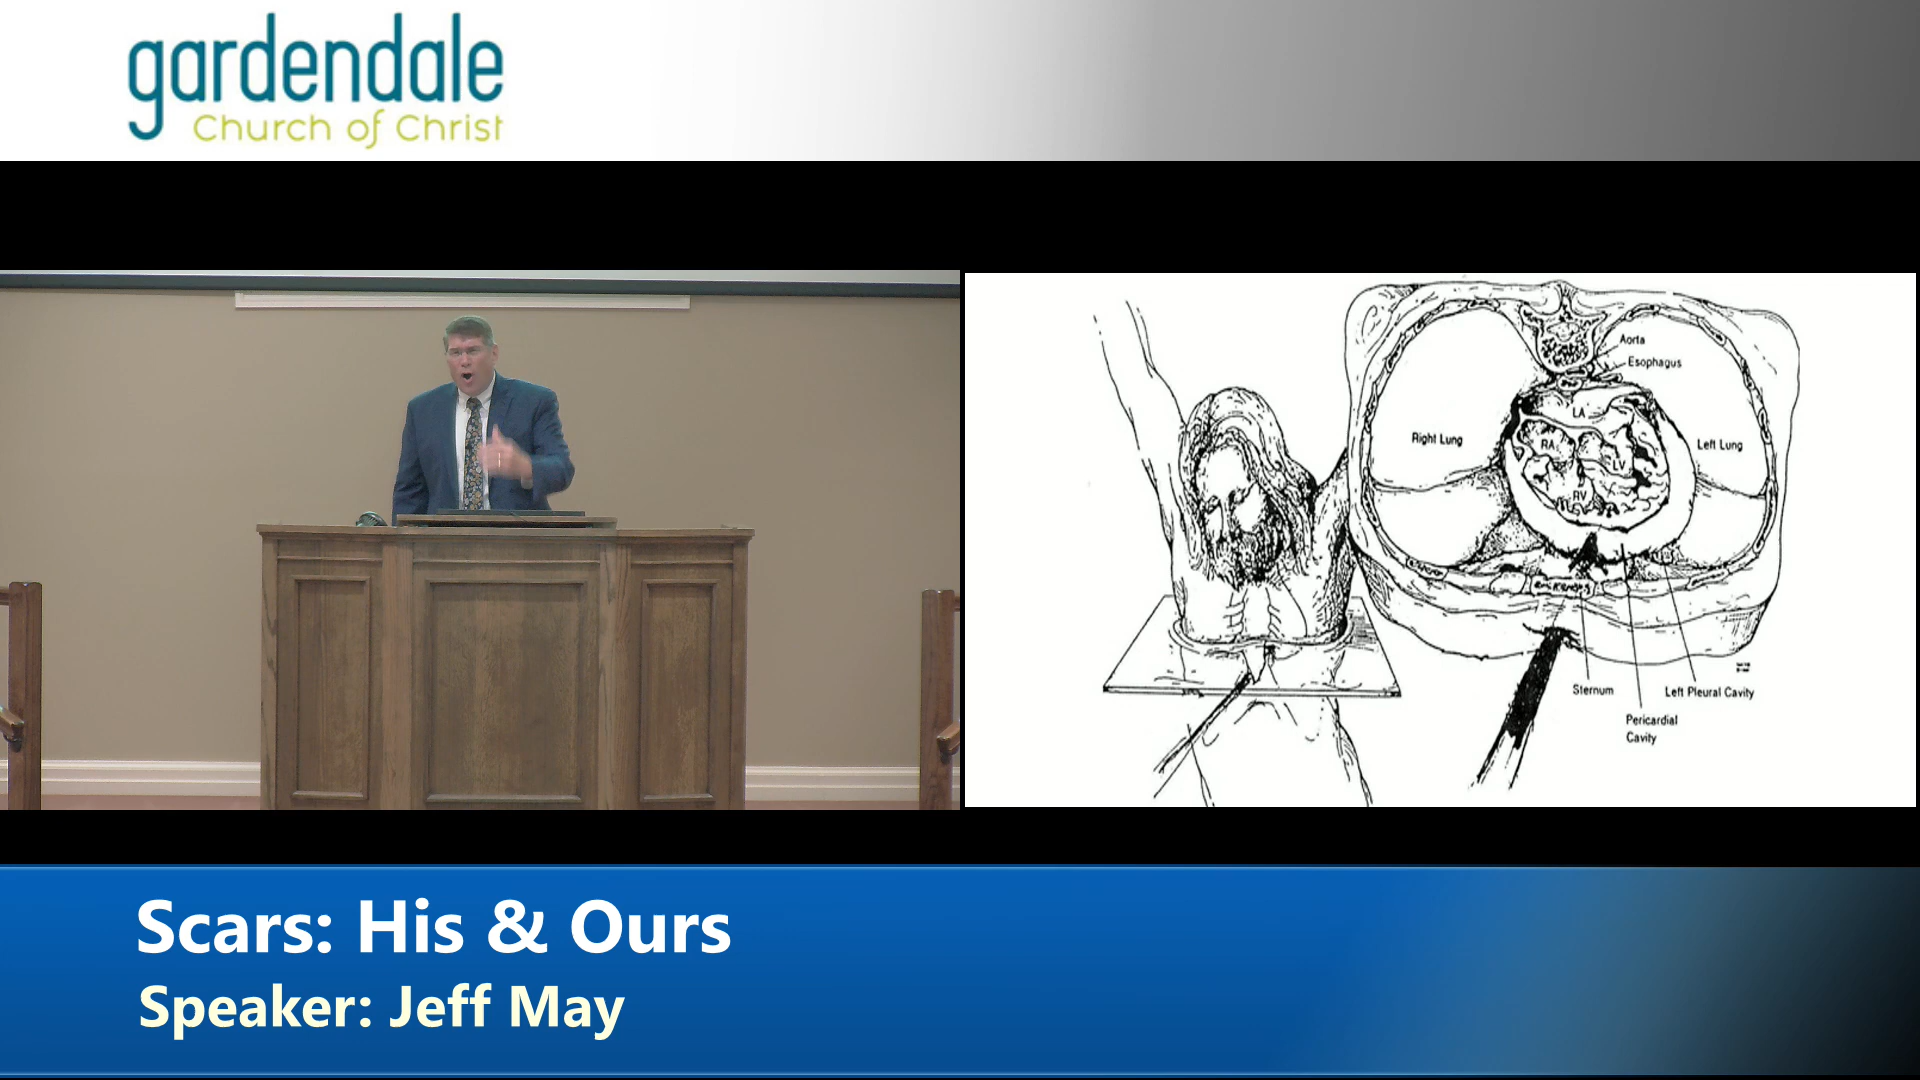 gardendale
Church of Christ
Aorta
Esophagus
LA
Right Lung
RA
Left Lung
LV
RV
Sternum
Left Pleural Cavity
Pericardial
Cavity
Scars: His & Ours
Speaker: Jeff May